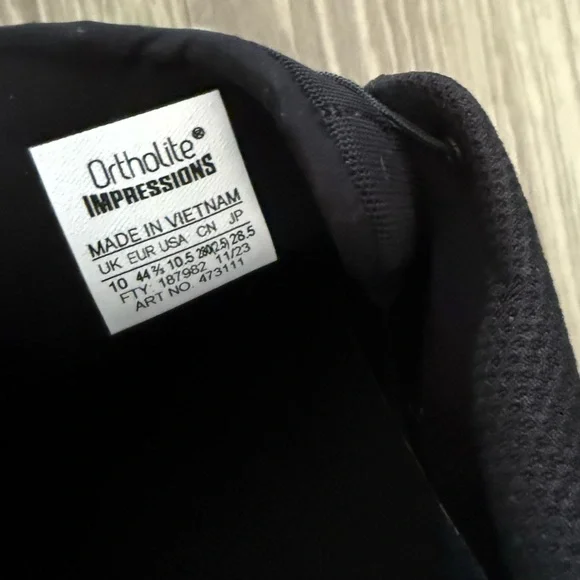 Ortholite®
IMPRESSIONS
MADE IN VIETNAM
UK EUR USA CN JP
10 44⅔ 10.5 280(2.5) 28.5
FTY: 187982 11/23
ART NO. 473111